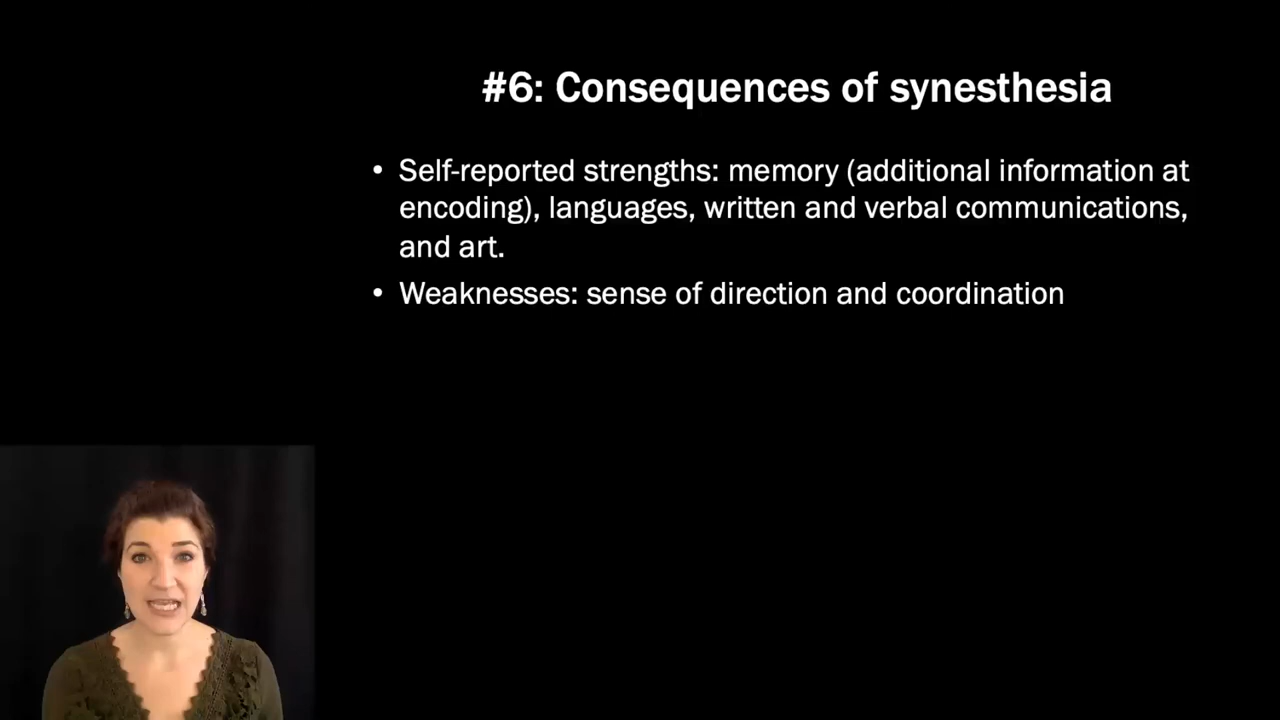 #6: Consequences of synesthesia
• Self-reported strengths: memory (additional information at
encoding), languages, written and verbal communications,
and art.
• Weaknesses: sense of direction and coordination